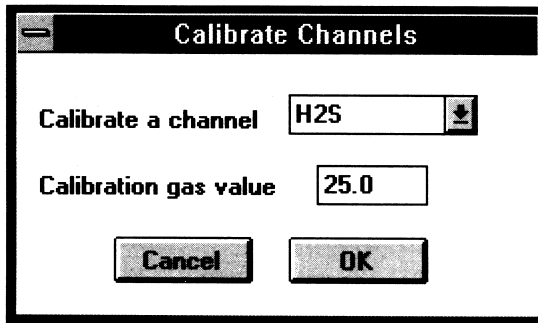 Calibrate Channels
Calibrate a channel H2S
Calibration gas value 25.0
Cancel OK